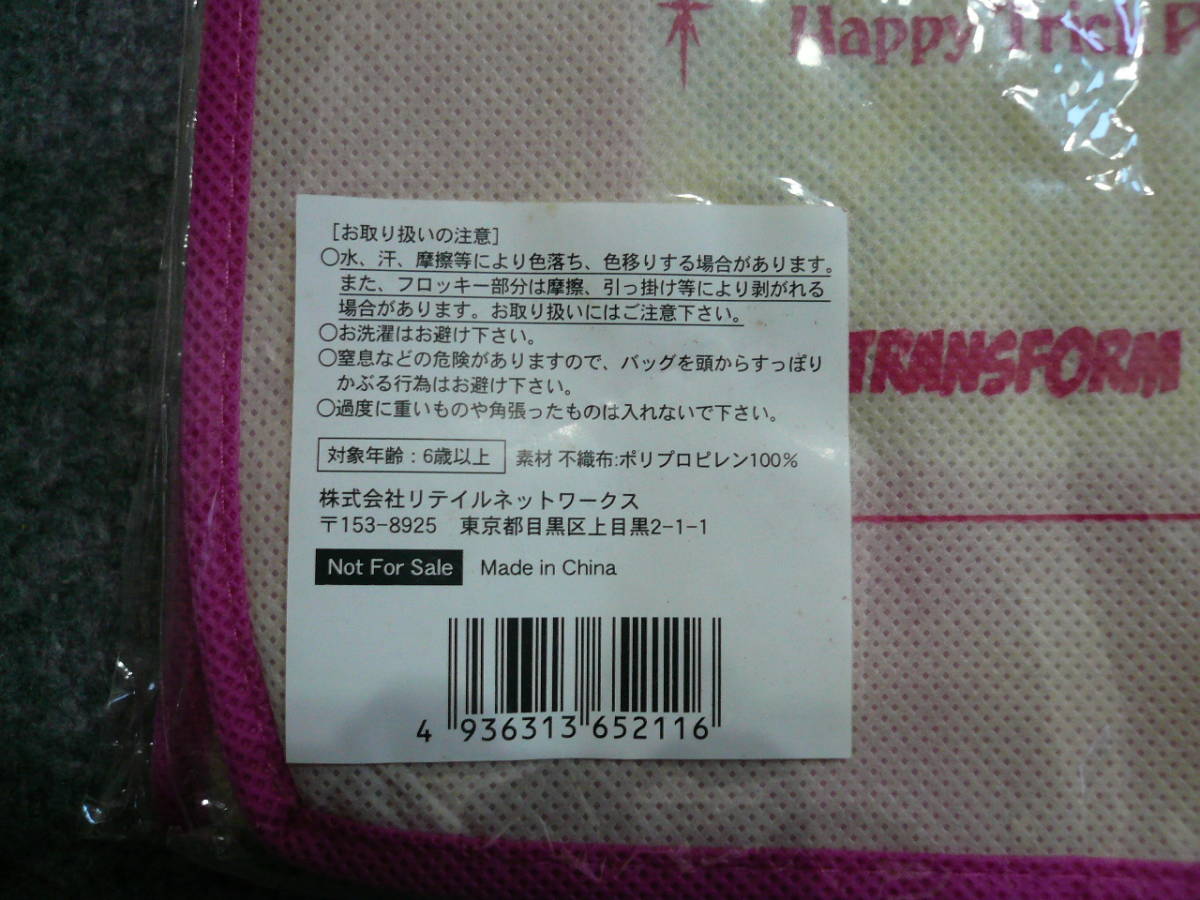 Happy Trick
TRANSFORM
[お取り扱いの注意]
○水、汗、摩擦等により色落ち、色移りする場合があります。
また、フロッキー部分は摩擦、引っ掛け等により剥がれる
場合があります。お取り扱いにはご注意下さい。
○お洗濯はお避け下さい。
○窒息などの危険がありますので、バッグを頭からすっぽり
かぶる行為はお避け下さい。
○過度に重いものや角張ったものは入れないで下さい。
対象年齢：6歳以上 素材 不織布:ポリプロピレン100%
株式会社リテイルネットワークス
〒153-8925 東京都目黒区上目黒2-1-1
Not For Sale Made in China
4 936313 652116